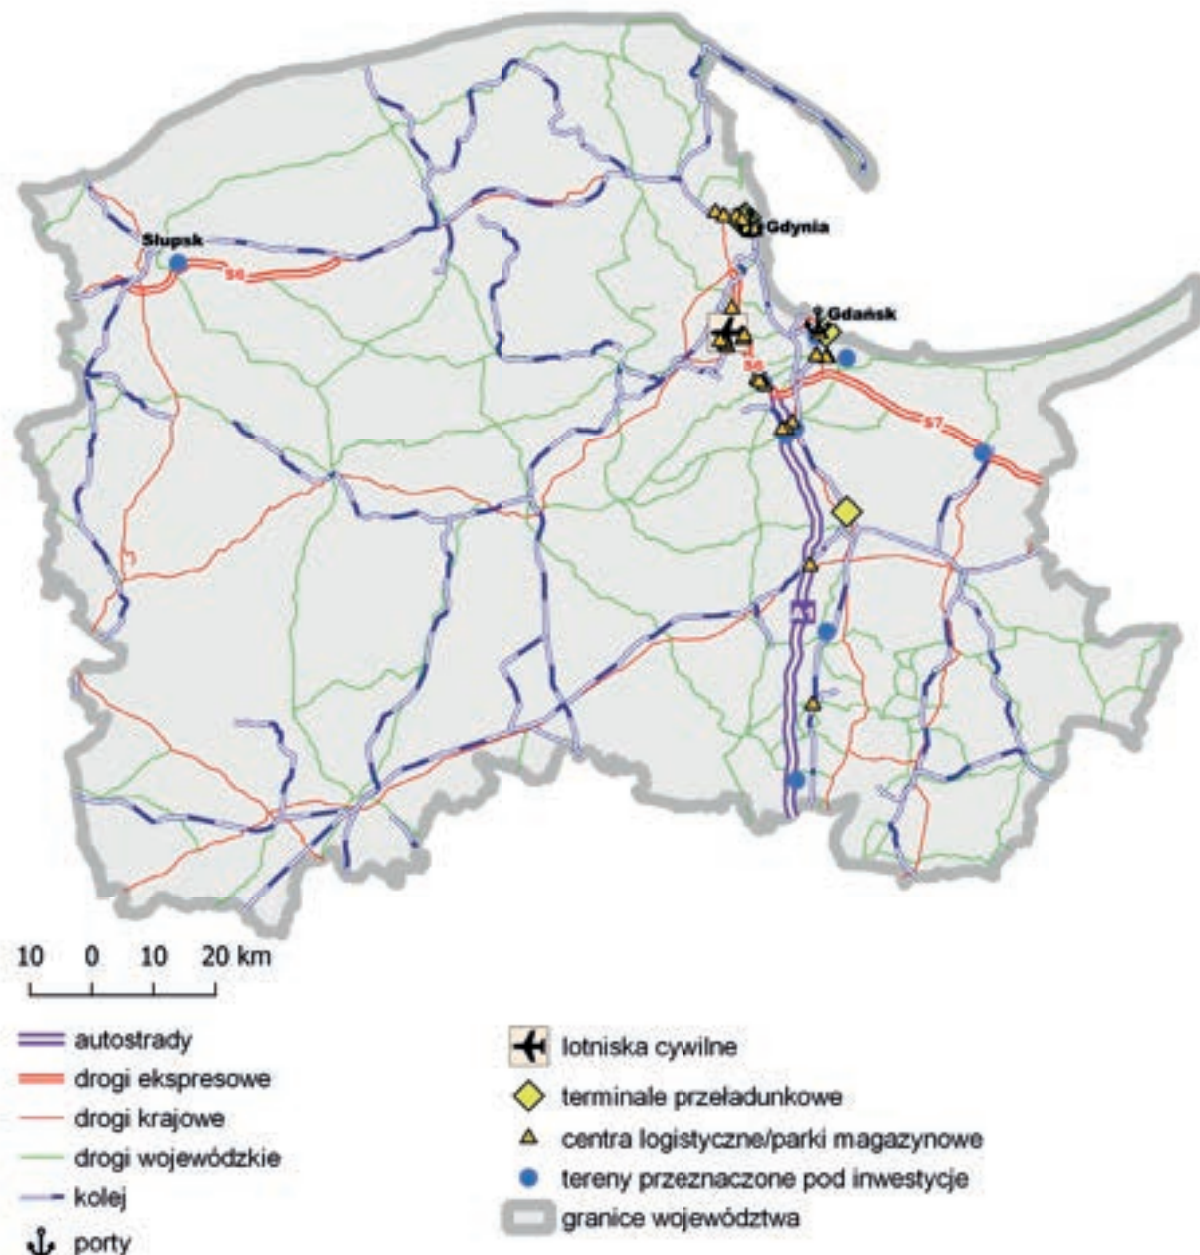 Gdynia
Słupsk
S6
Gdańsk
S6
S7
A1
10 0 10 20 km
autostrady
drogi ekspresowe
drogi krajowe
drogi wojewódzkie
kolej
porty
lotniska cywilne
terminale przeładunkowe
centra logistyczne/parki magazynowe
tereny przeznaczone pod inwestycje
granice województwa